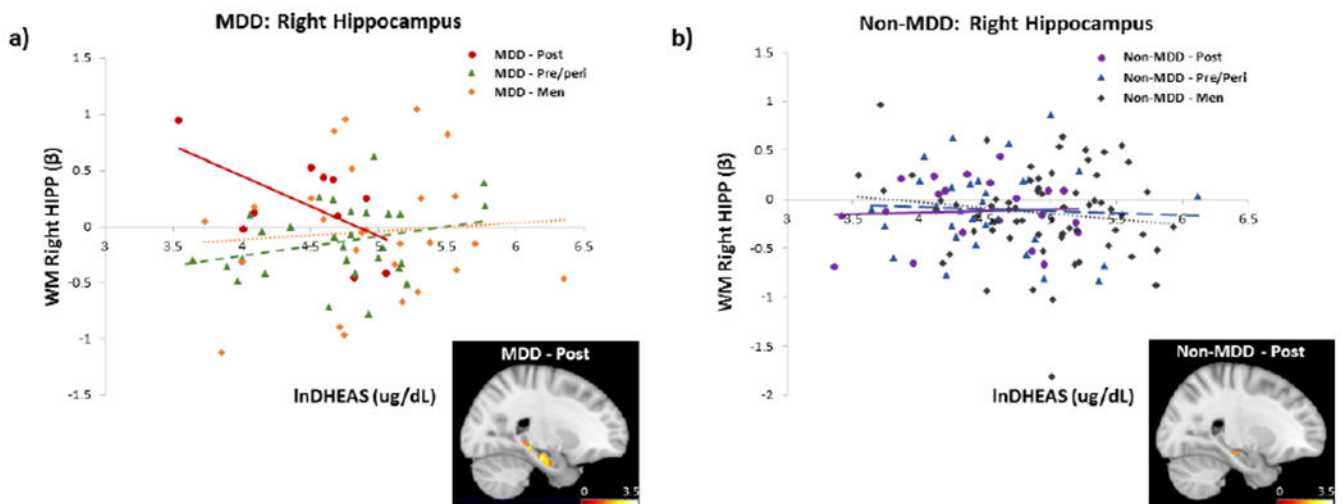 a)
MDD: Right Hippocampus
MDD - Post
MDD - Pre/peri
MDD - Men
1.5
1
0.5
0
-0.5
-1
-1.5
3
3.5
4.0
4.5
5
5.5
6
6.5
WM Right HIPP (β)
lnDHEAS (ug/dL)
MDD - Post
0
3.5
b)
Non-MDD: Right Hippocampus
Non-MDD - Post
Non-MDD - Pre/Peri
Non-MDD - Men
1.5
1
0.5
0
-0.5
-1
-1.5
-2
3
3.5
4
4.5
5
5.5
6
6.5
WM Right HIPP (β)
lnDHEAS (ug/dL)
Non-MDD - Post
0
3.5